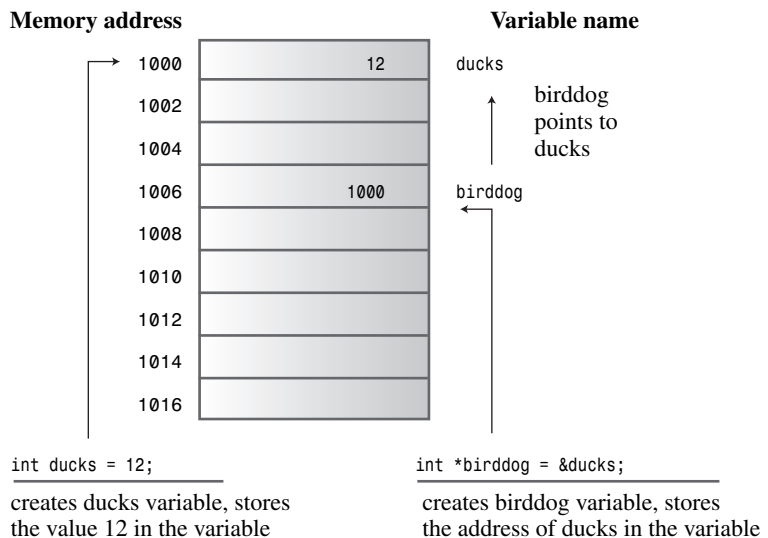 Memory address
Variable name
1000 12 ducks
1002
1004
birddog
points to
ducks
1006 1000 birddog
1008
1010
1012
1014
1016
int ducks = 12;
creates ducks variable, stores
the value 12 in the variable
int *birddog = &ducks;
creates birddog variable, stores
the address of ducks in the variable